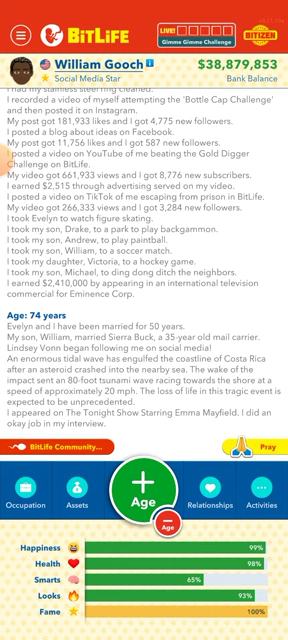 BITLIFE
LIVE!
Gimme Gimme Challenge
BITIZEN
William Gooch
$38,879,853
Social Media Star
Bank Balance
I had my stainless steel ring cleaned.
I recorded a video of myself attempting the 'Bottle Cap Challenge'
and then posted it on Instagram.
My post got 181,933 likes and I got 4,775 new followers.
I posted a blog about ideas on Facebook.
My post got 11,756 likes and I got 587 new followers.
I posted a video on YouTube of me beating the Gold Digger
Challenge on BitLife.
My video got 661,933 views and I got 8,776 new subscribers.
I earned $2,515 through advertising served on my video.
I posted a video on TikTok of me escaping from prison in BitLife.
My video got 266,333 views and I got 3,284 new followers.
I took Evelyn to watch figure skating.
I took my son, Drake, to a park to play backgammon.
I took my son, Andrew, to play paintball.
I took my son, William, to a soccer match.
I took my daughter, Victoria, to a hockey game.
I took my son, Michael, to ding dong ditch the neighbors.
I earned $2,410,000 by appearing in an international television
commercial for Eminence Corp.
Age: 74 years
Evelyn and I have been married for 50 years.
My son, William, married Sierra Buck, a 35-year old mail carrier.
Lindsey Vonn began following me on social media!
An enormous tidal wave has engulfed the coastline of Costa Rica
after an asteroid crashed into the nearby sea. The wake of the
impact sent an 80-foot tsunami wave racing towards the shore at a
speed of approximately 20 mph. The loss of life in this tragic event is
expected to be unprecedented.
I appeared on The Tonight Show Starring Emma Mayfield. I did an
okay job in my interview.
BitLife Community...
Pray
Occupation
Assets
Age
Age
Relationships
Activities
Happiness 99%
Health 98%
Smarts 65%
Looks 93%
Fame 100%